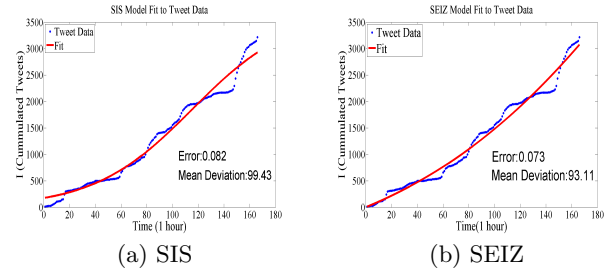 SIS Model Fit to Tweet Data
3500
3000
2500
2000
1500
1000
500
0
I (Cummulated Tweets)
Tweet Data
Fit
Error:0.082
Mean Deviation:99.43
0 20 40 60 80 100 120 140 160 180
Time(1 hour)
(a) SIS
SEIZ Model Fit to Tweet Data
3500
3000
2500
2000
1500
1000
500
0
I (Cummulated Tweets)
Tweet Data
Fit
Error:0.073
Mean Deviation:93.11
0 20 40 60 80 100 120 140 160 180
Time (1 hour)
(b) SEIZ